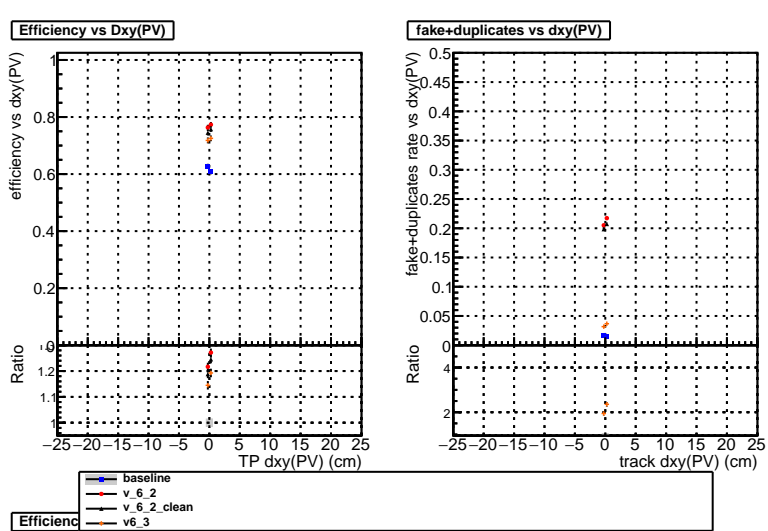 Efficiency vs Dxy(PV)
efficiency vs dxy(PV)
1
0.8
0.6
0.4
0.2
0
Ratio
1.2
1.1
1
−25 −20 −15 −10 −5 0 5 10 15 20 25
TP dxy(PV) (cm)
fake+duplicates vs dxy(PV)
fake+duplicates rate vs dxy(PV)
0.5
0.45
0.4
0.35
0.3
0.25
0.2
0.15
0.1
0.05
0
Ratio
4
2
−25 −20 −15 −10 −5 0 5 10 15 20 25
track dxy(PV) (cm)
baseline
v_6_2
v_6_2_clean
v6_3
Efficienc